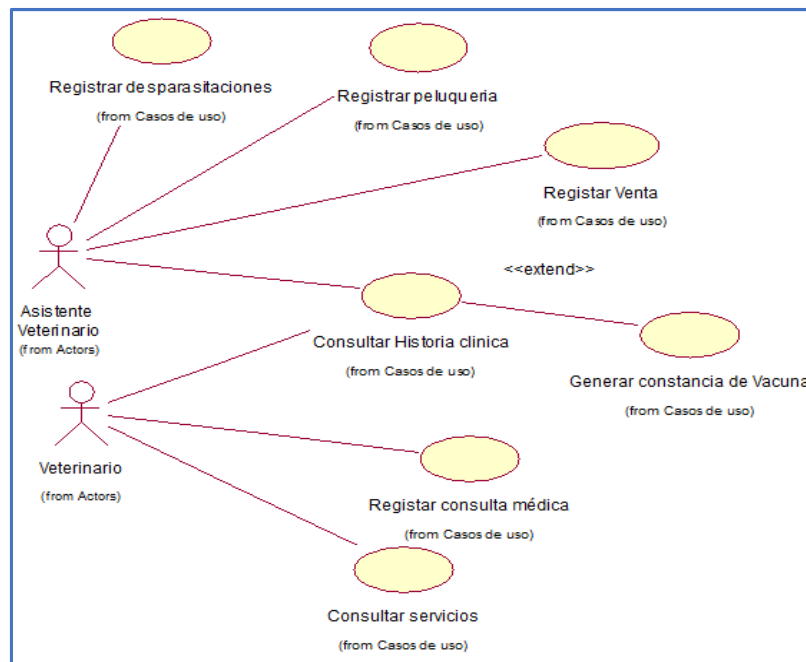 Registrar desparasitaciones
(from Casos de uso)
Registrar peluqueria
(from Casos de uso)
Registar Venta
(from Casos de uso)
<<extend>>
Asistente
Veterinario
(from Actors)
Consultar Historia clinica
(from Casos de uso)
Generar constancia de Vacuna
(from Casos de uso)
Veterinario
(from Actors)
Registar consulta médica
(from Casos de uso)
Consultar servicios
(from Casos de uso)